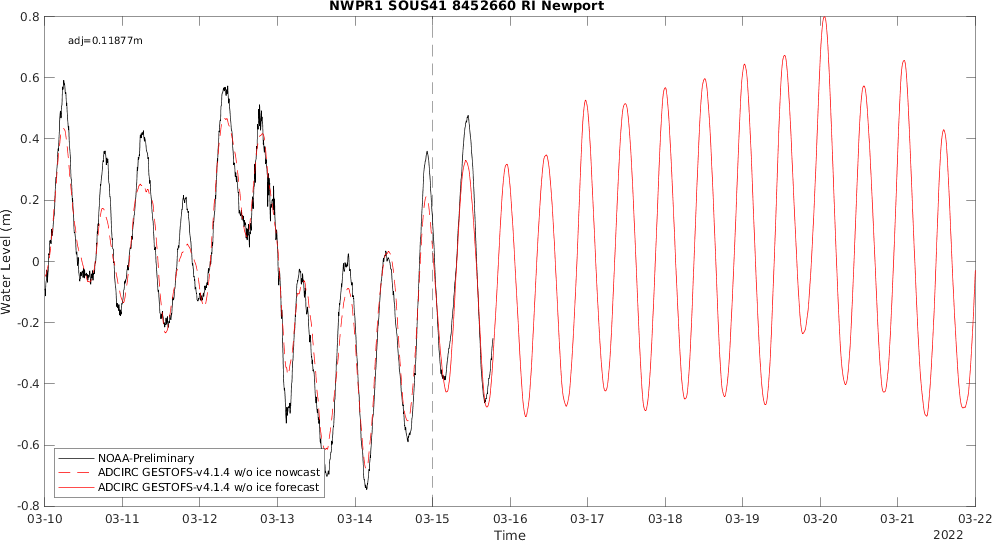 NWPR1 SOUS41 8452660 RI Newport
adj=0.11877m
0.8
0.6
0.4
0.2
0
-0.2
-0.4
-0.6
-0.8
Water Level (m)
NOAA-Preliminary
ADCIRC GESTOFS-v4.1.4 w/o ice nowcast
ADCIRC GESTOFS-v4.1.4 w/o ice forecast
03-10 03-11 03-12 03-13 03-14 03-15 03-16 03-17 03-18 03-19 03-20 03-21 03-22
Time
2022